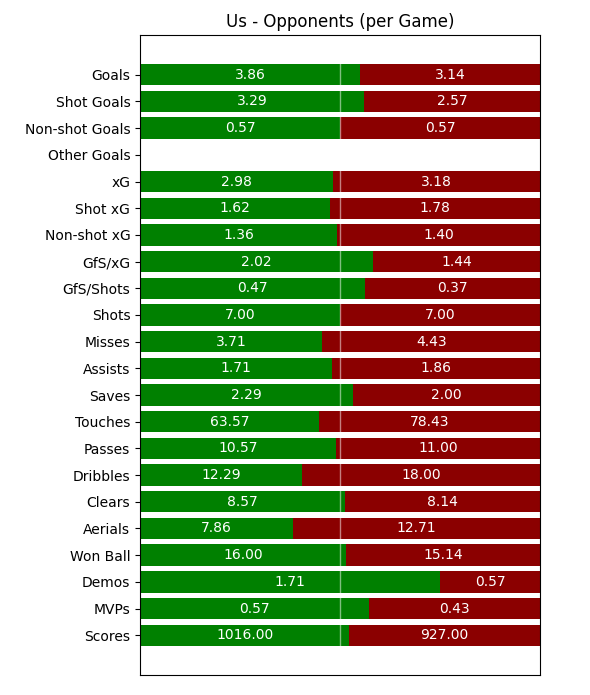 Us - Opponents (per Game)
Goals 3.86 3.14
Shot Goals 3.29 2.57
Non-shot Goals 0.57 0.57
Other Goals
xG 2.98 3.18
Shot xG 1.62 1.78
Non-shot xG 1.36 1.40
GfS/xG 2.02 1.44
GfS/Shots 0.47 0.37
Shots 7.00 7.00
Misses 3.71 4.43
Assists 1.71 1.86
Saves 2.29 2.00
Touches 63.57 78.43
Passes 10.57 11.00
Dribbles 12.29 18.00
Clears 8.57 8.14
Aerials 7.86 12.71
Won Ball 16.00 15.14
Demos 1.71 0.57
MVPs 0.57 0.43
Scores 1016.00 927.00